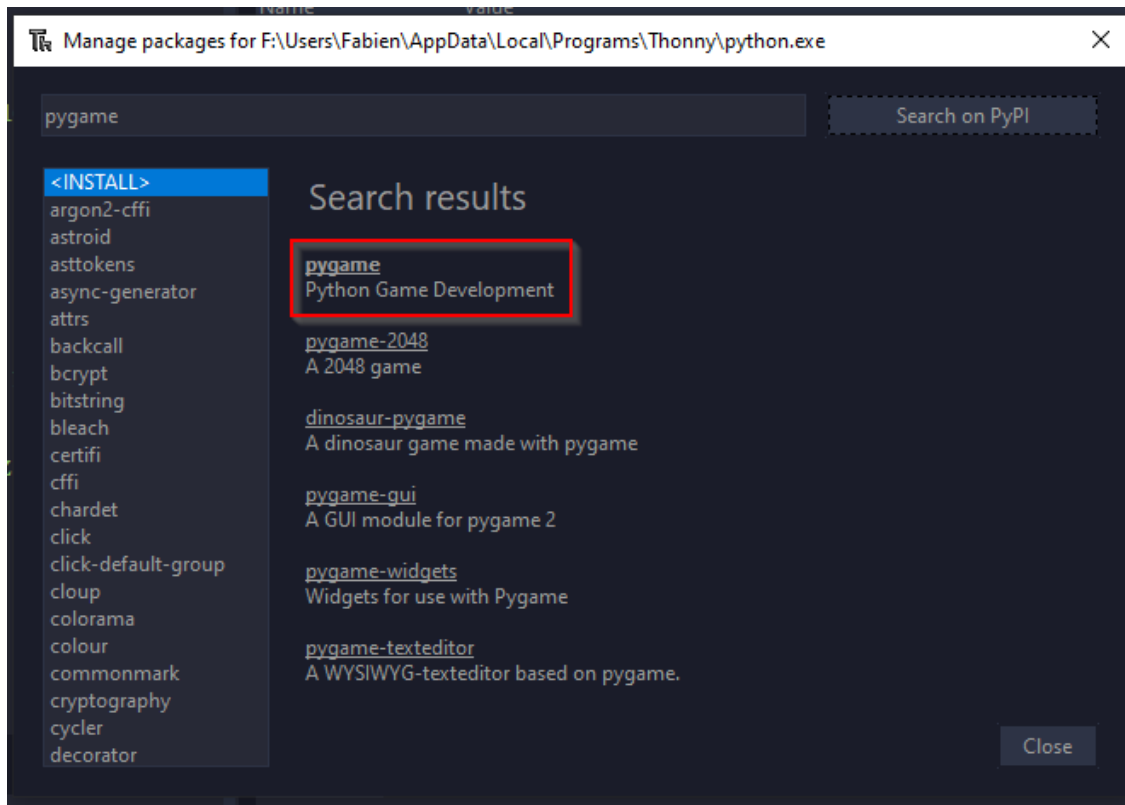 Name Value
Manage packages for F:\Users\Fabien\AppData\Local\Programs\Thonny\python.exe
pygame
Search on PyPI
<INSTALL>
argon2-cffi
astroid
asttokens
async-generator
attrs
backcall
bcrypt
bitstring
bleach
certifi
cffi
chardet
click
click-default-group
cloup
colorama
colour
commonmark
cryptography
cycler
decorator
Search results
pygame
Python Game Development
pygame-2048
A 2048 game
dinosaur-pygame
A dinosaur game made with pygame
pygame-gui
A GUI module for pygame 2
pygame-widgets
Widgets for use with Pygame
pygame-texteditor
A WYSIWYG-texteditor based on pygame.
Close